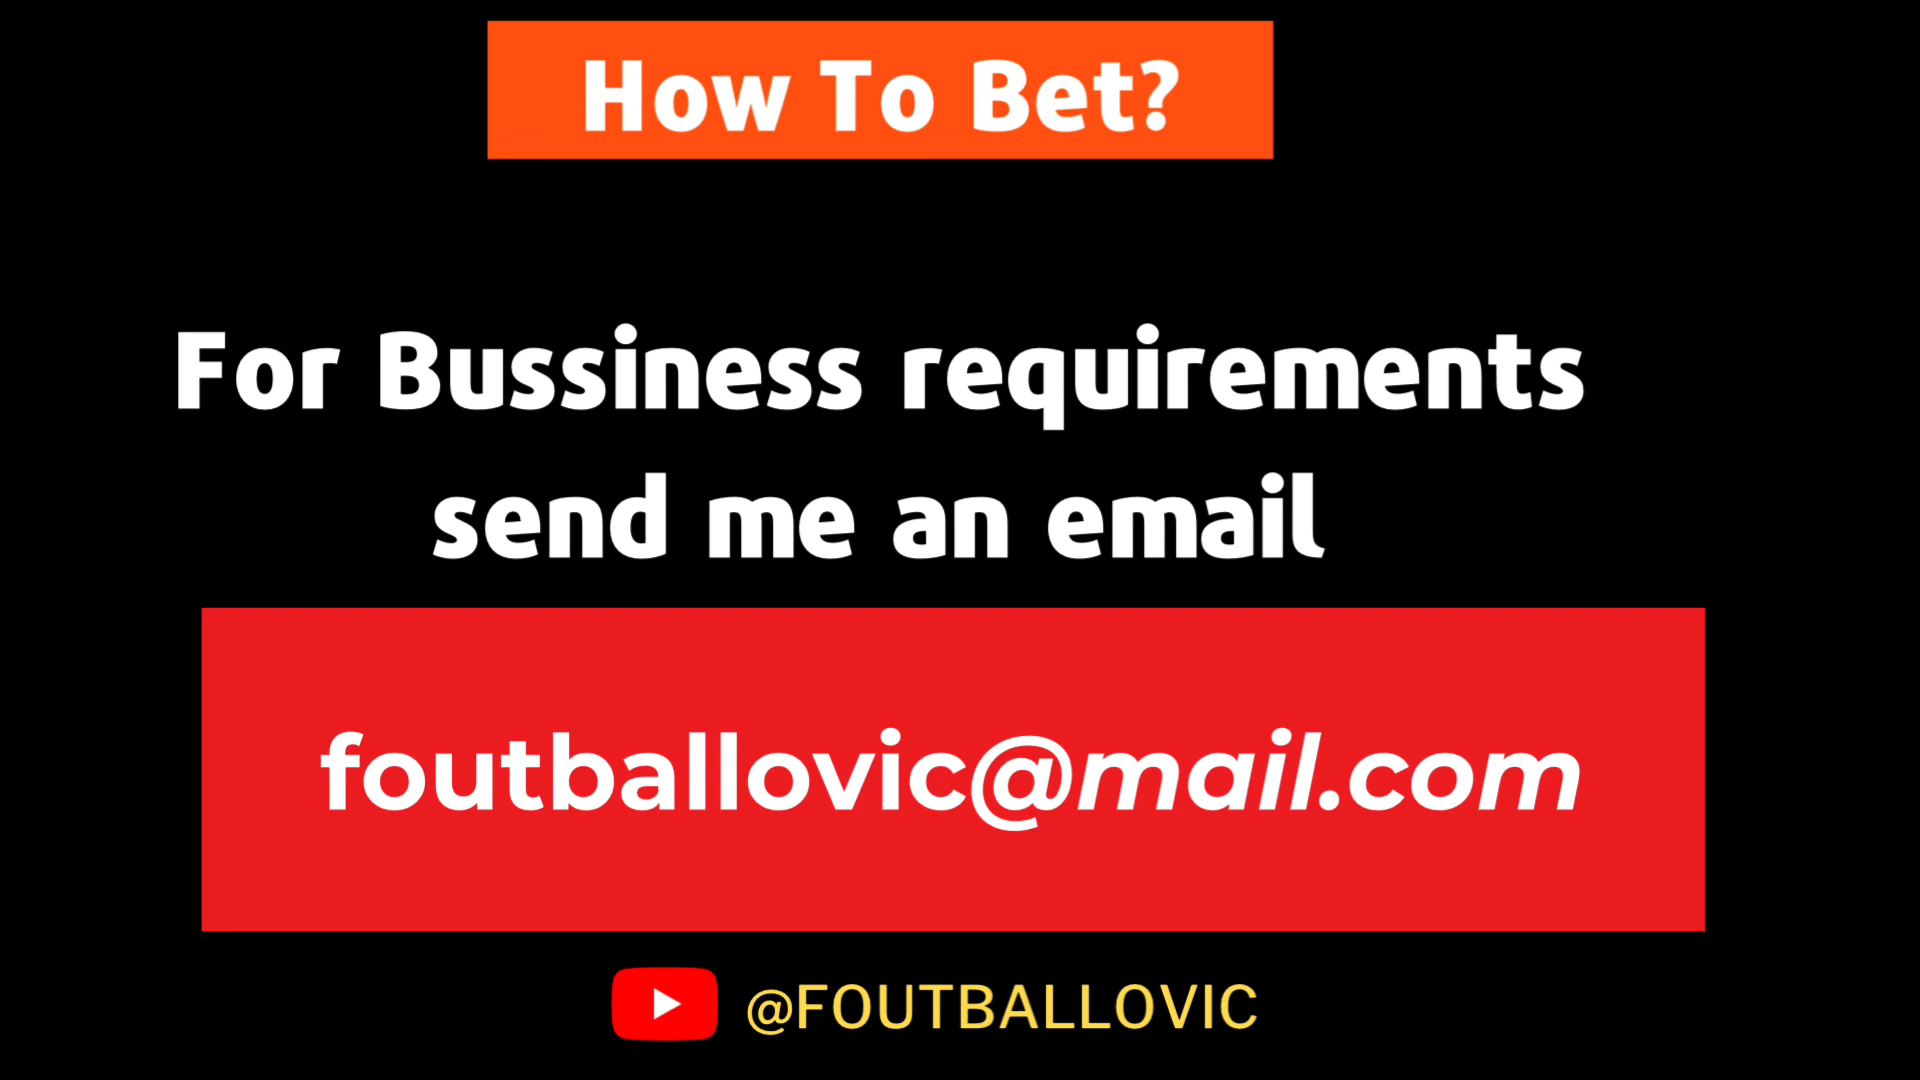 How To Bet?
For Bussiness requirements
send me an email
foutballovic@mail.com
@FOUTBALLOVIC